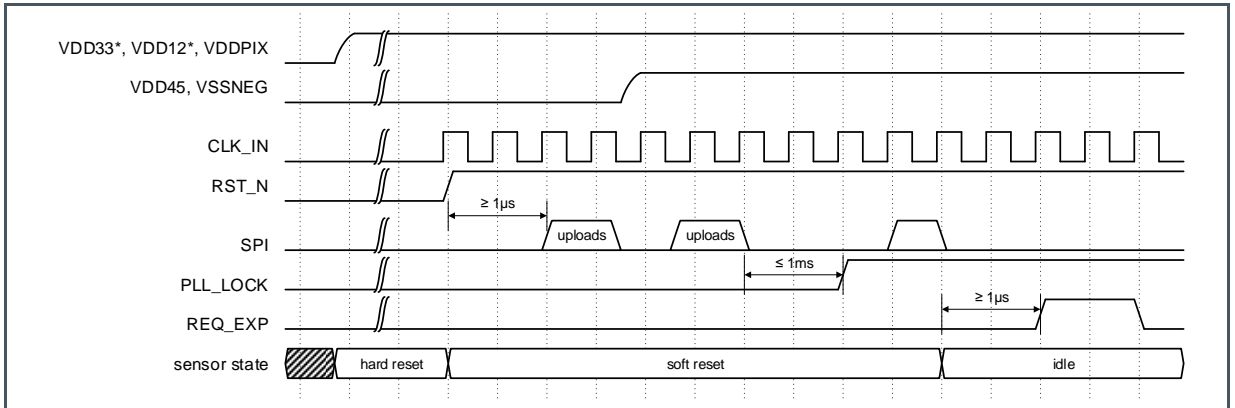 VDD33*, VDD12*, VDDPIX
VDD45, VSSNEG
CLK_IN
RST_N
≥ 1µs
SPI
uploads
uploads
≤ 1ms
PLL_LOCK
≥ 1µs
REQ_EXP
sensor state
hard reset
soft reset
idle